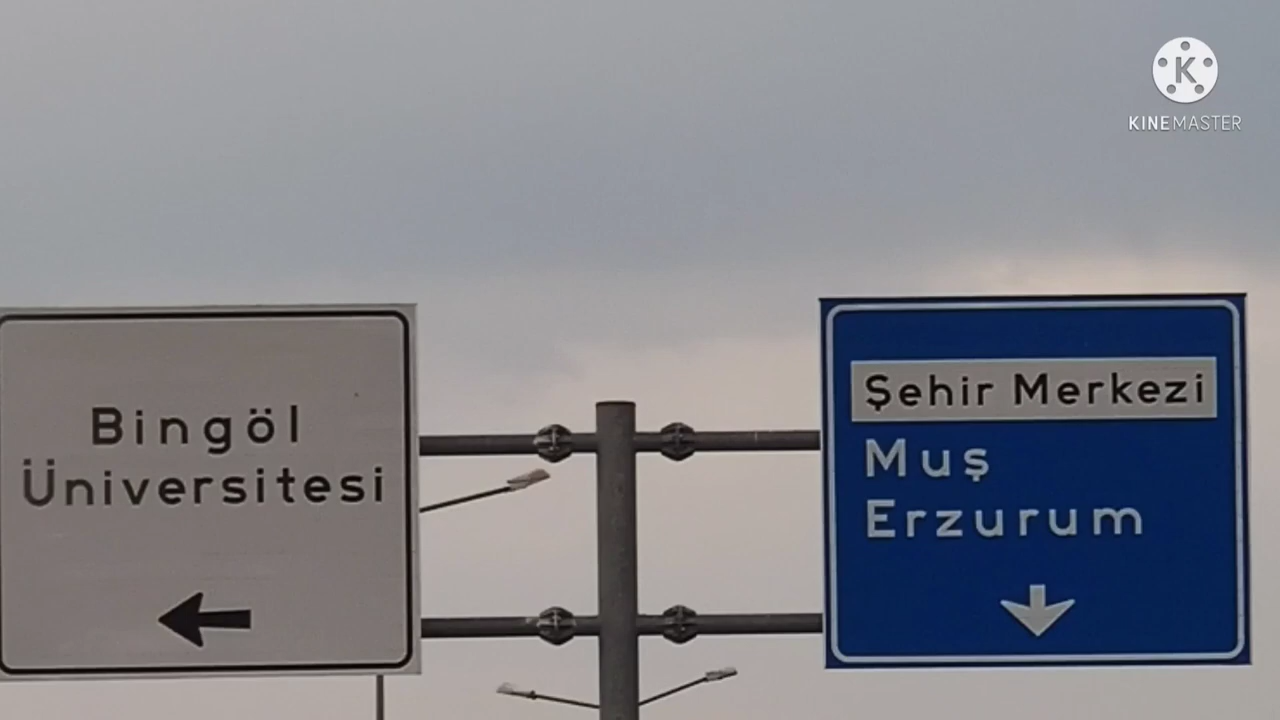 K
KINEMASTER
Bingöl
Üniversitesi
Şehir Merkezi
Muş
Erzurum